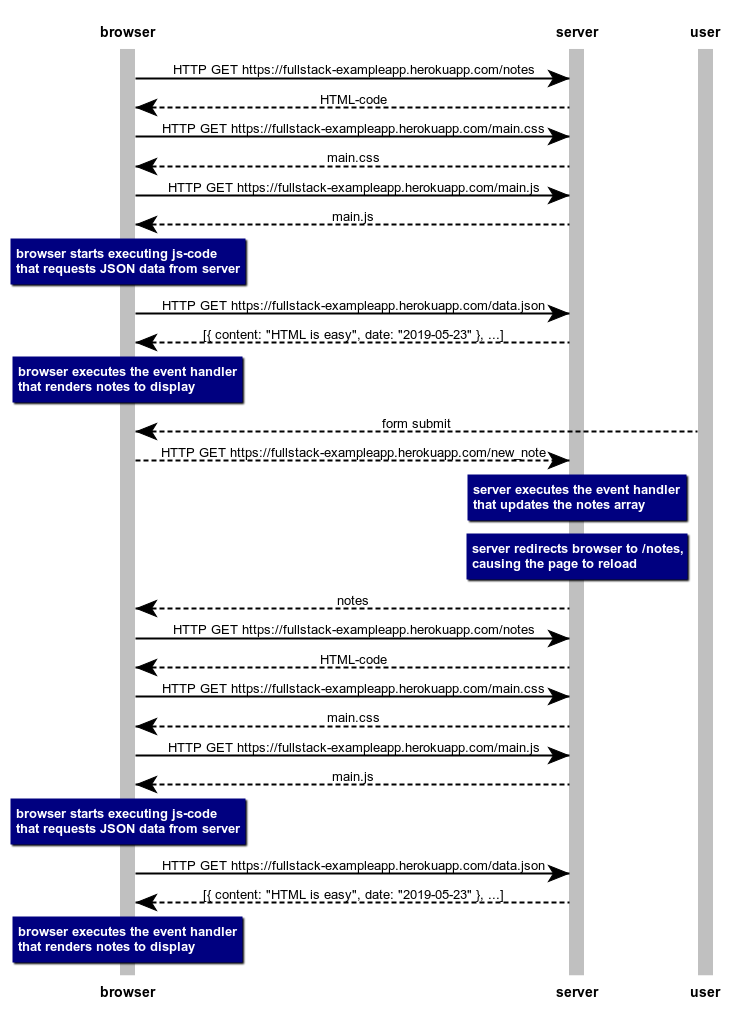 browser server user
HTTP GET https://fullstack-exampleapp.herokuapp.com/notes
HTML-code
HTTP GET https://fullstack-exampleapp.herokuapp.com/main.css
main.css
HTTP GET https://fullstack-exampleapp.herokuapp.com/main.js
main.js
browser starts executing js-code
that requests JSON data from server
HTTP GET https://fullstack-exampleapp.herokuapp.com/data.json
[{ content: "HTML is easy", date: "2019-05-23" }, ...]
browser executes the event handler
that renders notes to display
form submit
HTTP GET https://fullstack-exampleapp.herokuapp.com/new_note
server executes the event handler
that updates the notes array
server redirects browser to /notes,
causing the page to reload
notes
HTTP GET https://fullstack-exampleapp.herokuapp.com/notes
HTML-code
HTTP GET https://fullstack-exampleapp.herokuapp.com/main.css
main.css
HTTP GET https://fullstack-exampleapp.herokuapp.com/main.js
main.js
browser starts executing js-code
that requests JSON data from server
HTTP GET https://fullstack-exampleapp.herokuapp.com/data.json
[{ content: "HTML is easy", date: "2019-05-23" }, ...]
browser executes the event handler
that renders notes to display
browser server user